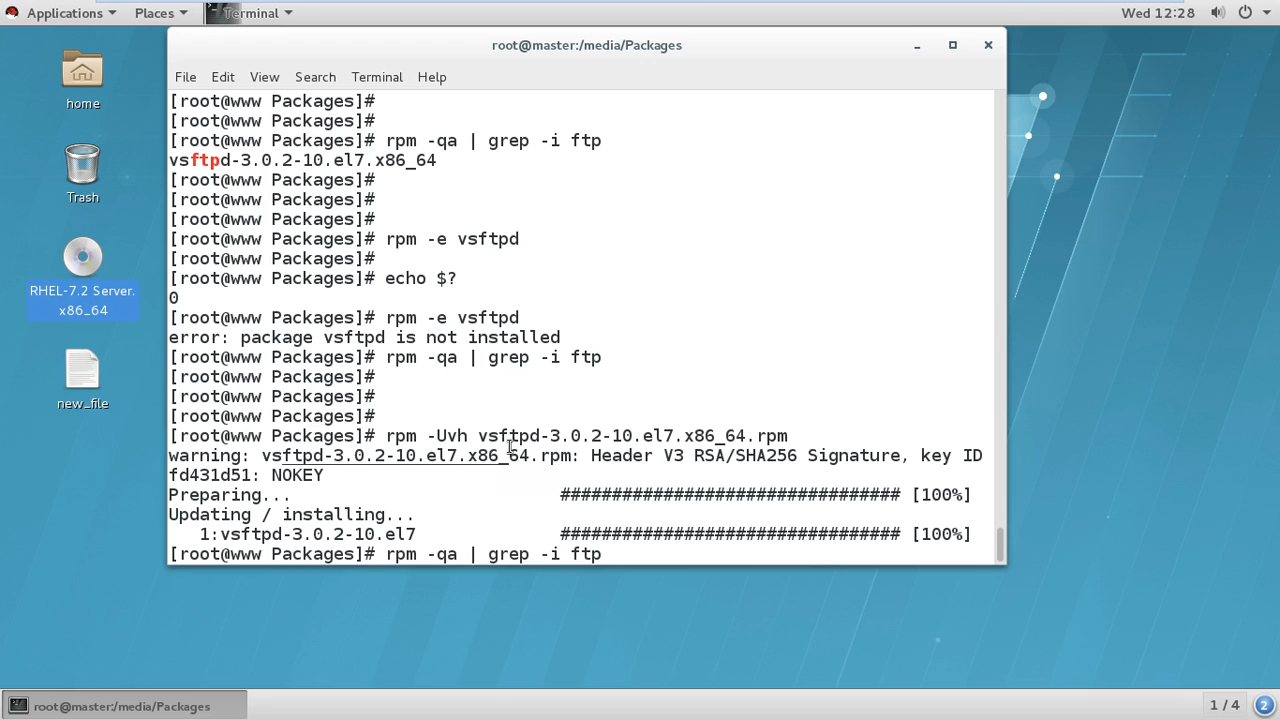 Applications Places Terminal Wed 12:28
root@master:/media/Packages
File Edit View Search Terminal Help
home
Trash
RHEL-7.2 Server.
x86_64
new_file
[root@www Packages]#
[root@www Packages]#
[root@www Packages]# rpm -qa | grep -i ftp
vsftpd-3.0.2-10.el7.x86_64
[root@www Packages]#
[root@www Packages]#
[root@www Packages]#
[root@www Packages]# rpm -e vsftpd
[root@www Packages]#
[root@www Packages]# echo $?
0
[root@www Packages]# rpm -e vsftpd
error: package vsftpd is not installed
[root@www Packages]# rpm -qa | grep -i ftp
[root@www Packages]#
[root@www Packages]#
[root@www Packages]#
[root@www Packages]# rpm -Uvh vsftpd-3.0.2-10.el7.x86_64.rpm
warning: vsftpd-3.0.2-10.el7.x86_64.rpm: Header V3 RSA/SHA256 Signature, key ID
fd431d51: NOKEY
Preparing... ################################# [100%]
Updating / installing...
1:vsftpd-3.0.2-10.el7 ################################# [100%]
[root@www Packages]# rpm -qa | grep -i ftp
root@master:/media/Packages
1 / 4
2